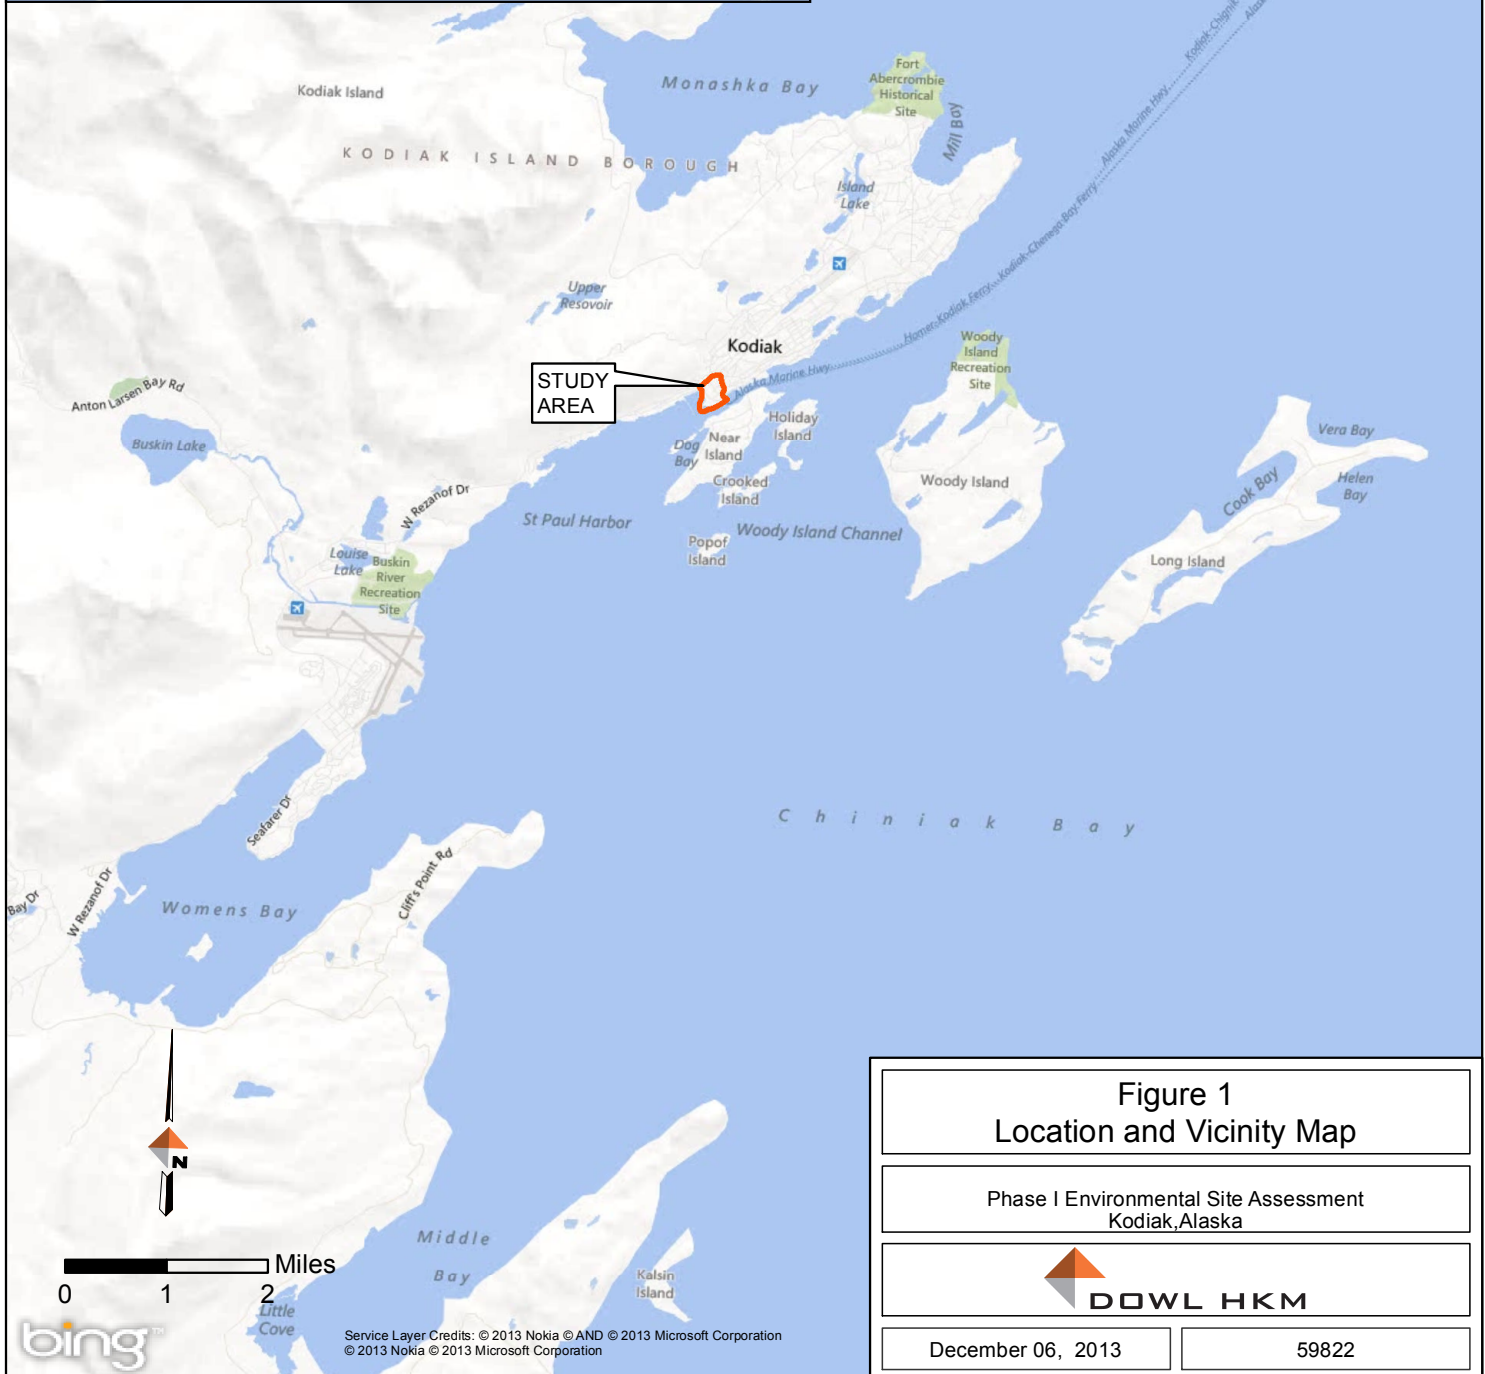 Kodiak-Chignik
Alask
Monashka Bay
Fort
Abercrombie
Historical
Site
Mill Bay
Kodiak Island
KODIAK ISLAND BOROUGH
Alaska Marine Hwy
Island
Lake
Kodiak-Chenega Bay Ferry
Homer-Kodiak Ferry
Upper
Resovoir
Kodiak
Woody
Island
Recreation
Site
STUDY
AREA
Alaska Marine Hwy
Anton Larsen Bay Rd
Buskin Lake
Holiday
Island
Dog
Bay
Near
Island
Crooked
Island
Woody Island
Vera Bay
Cook Bay
Helen
Bay
W Rezanof Dr
St Paul Harbor
Woody Island Channel
Popof
Island
Long Island
Louise
Lake
Buskin
River
Recreation
Site
Seafarer Dr
Chiniak Bay
Cliff's Point Rd
Bay Dr
W Rezanof Dr
Womens Bay
N
Middle
Bay
Kalsin
Island
Miles
0 1 2
Little
Cove
bing™
Service Layer Credits: © 2013 Nokia © AND © 2013 Microsoft Corporation
© 2013 Nokia © 2013 Microsoft Corporation
Figure 1
Location and Vicinity Map
Phase I Environmental Site Assessment
Kodiak,Alaska
DOWL HKM
December 06, 2013
59822